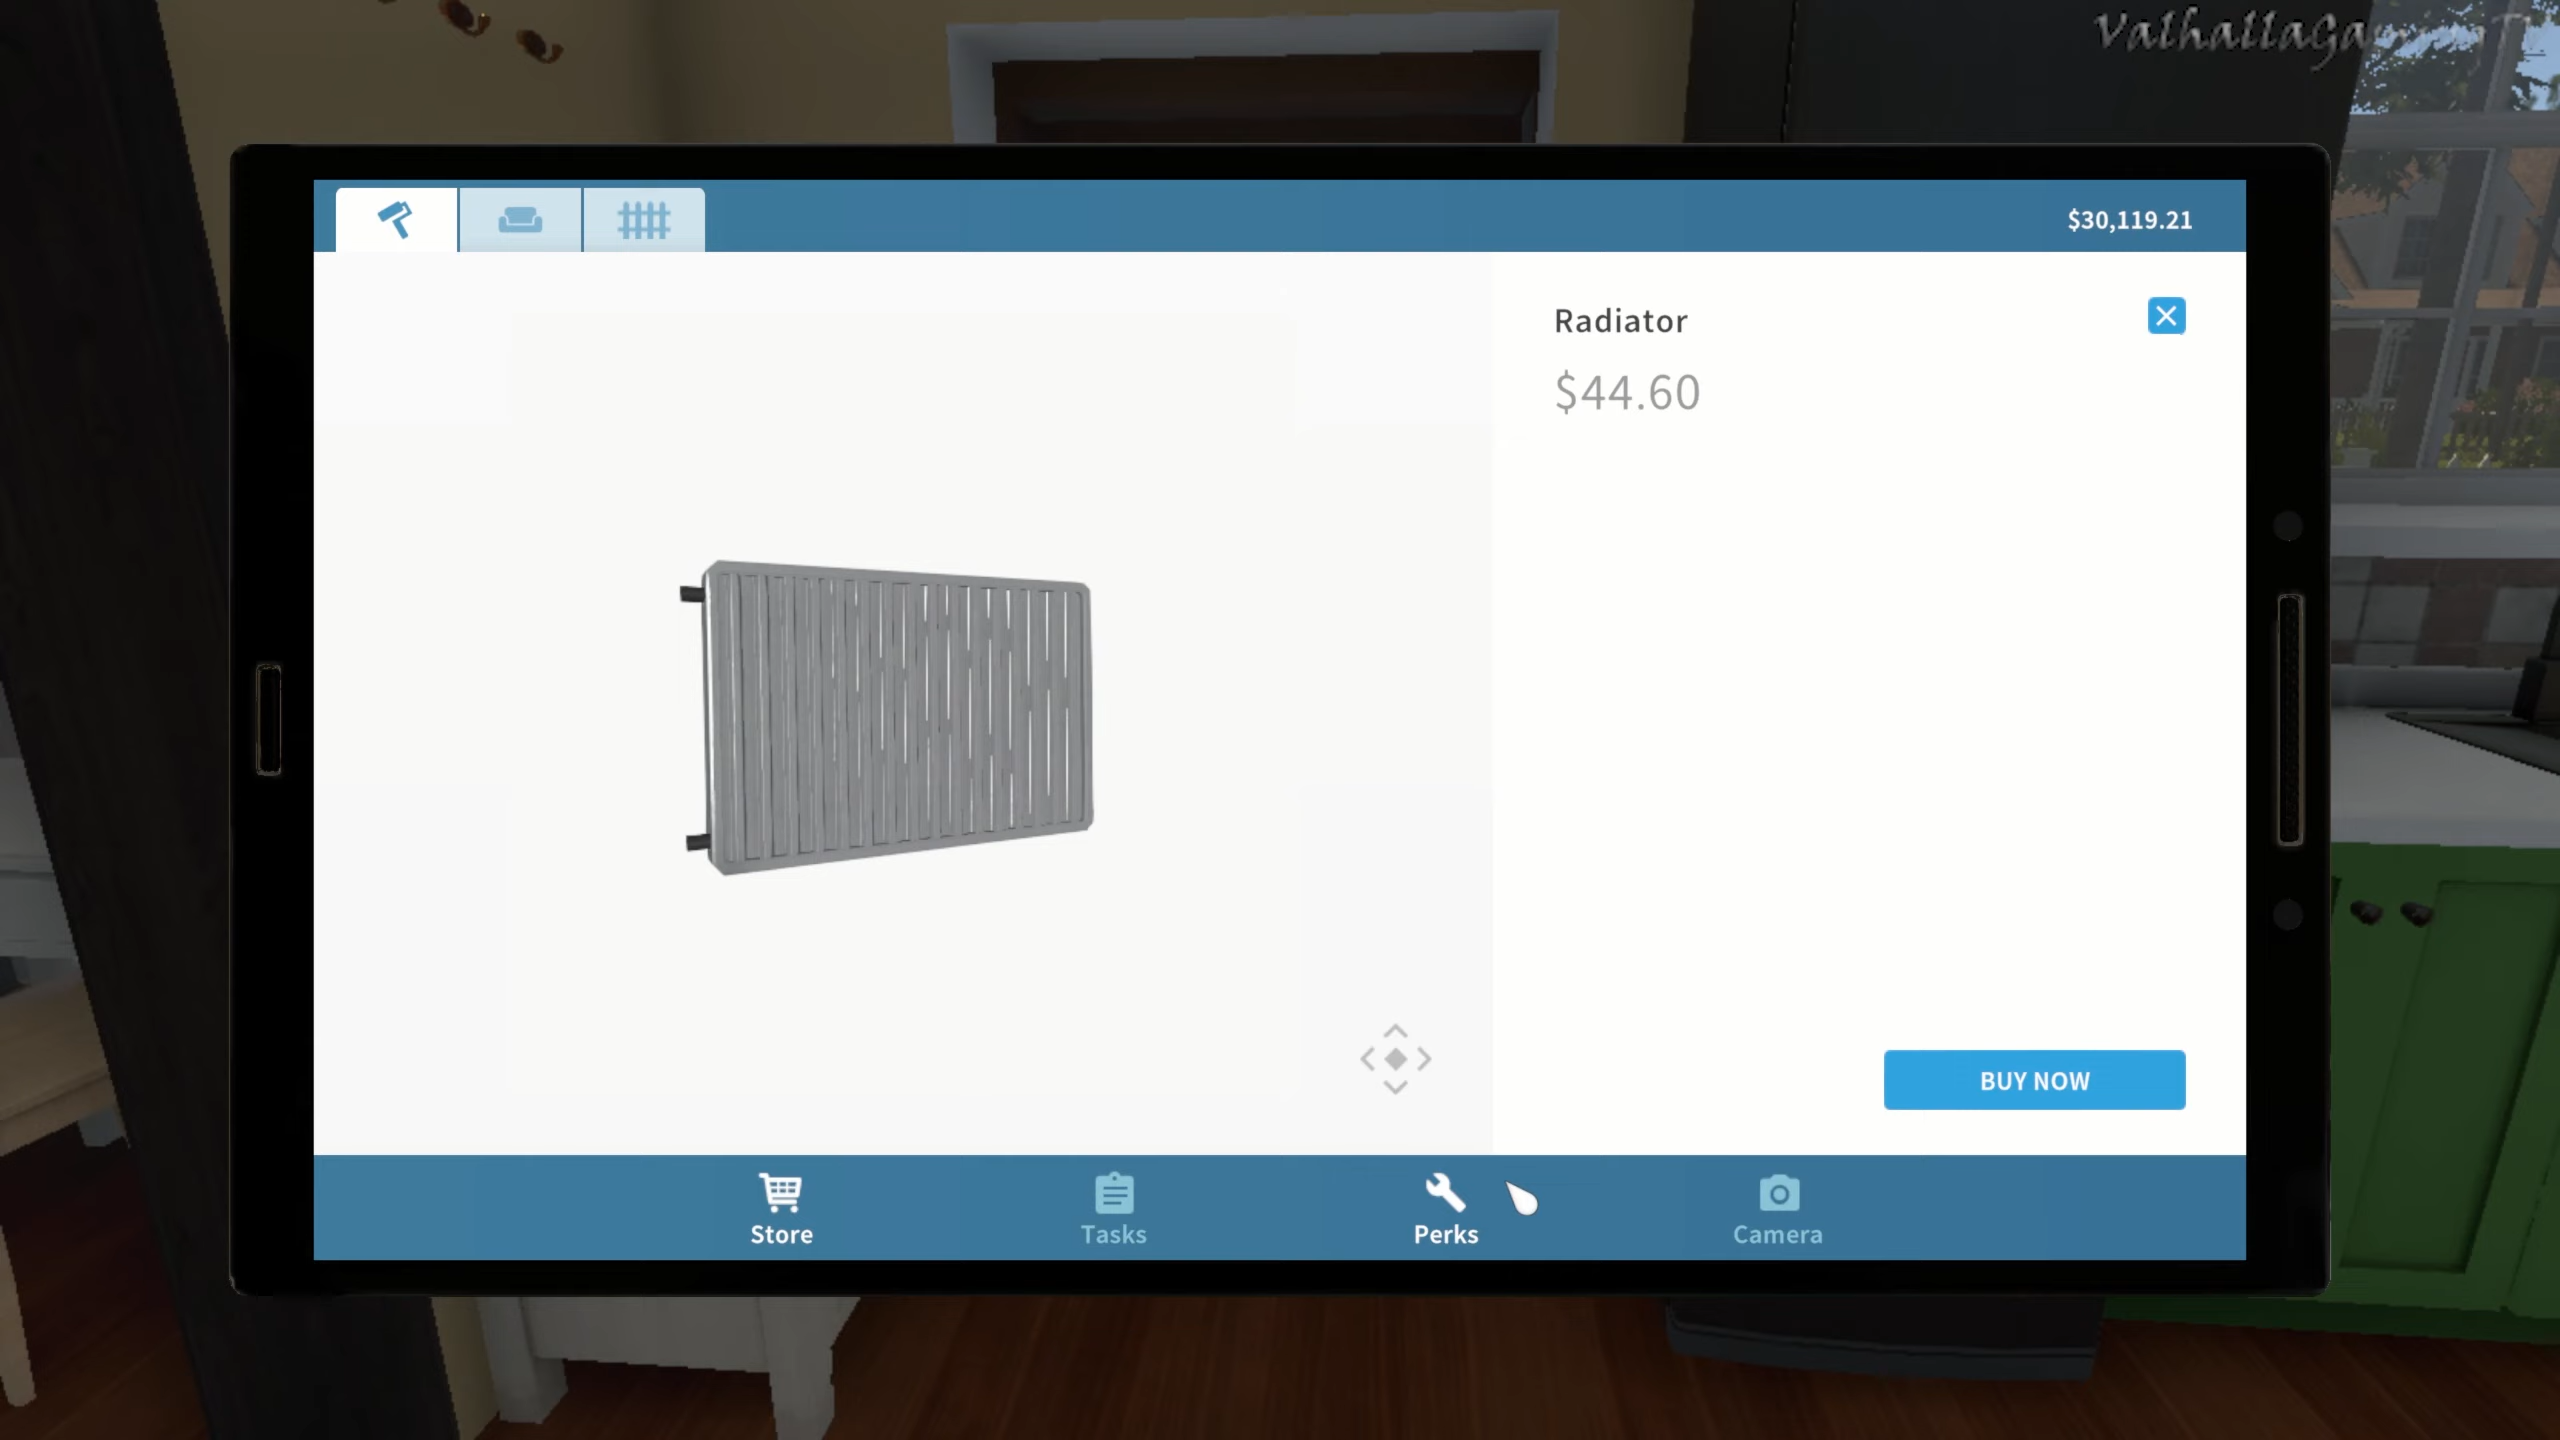 $30,119.21
Radiator
$44.60
BUY NOW
Store
Tasks
Perks
Camera